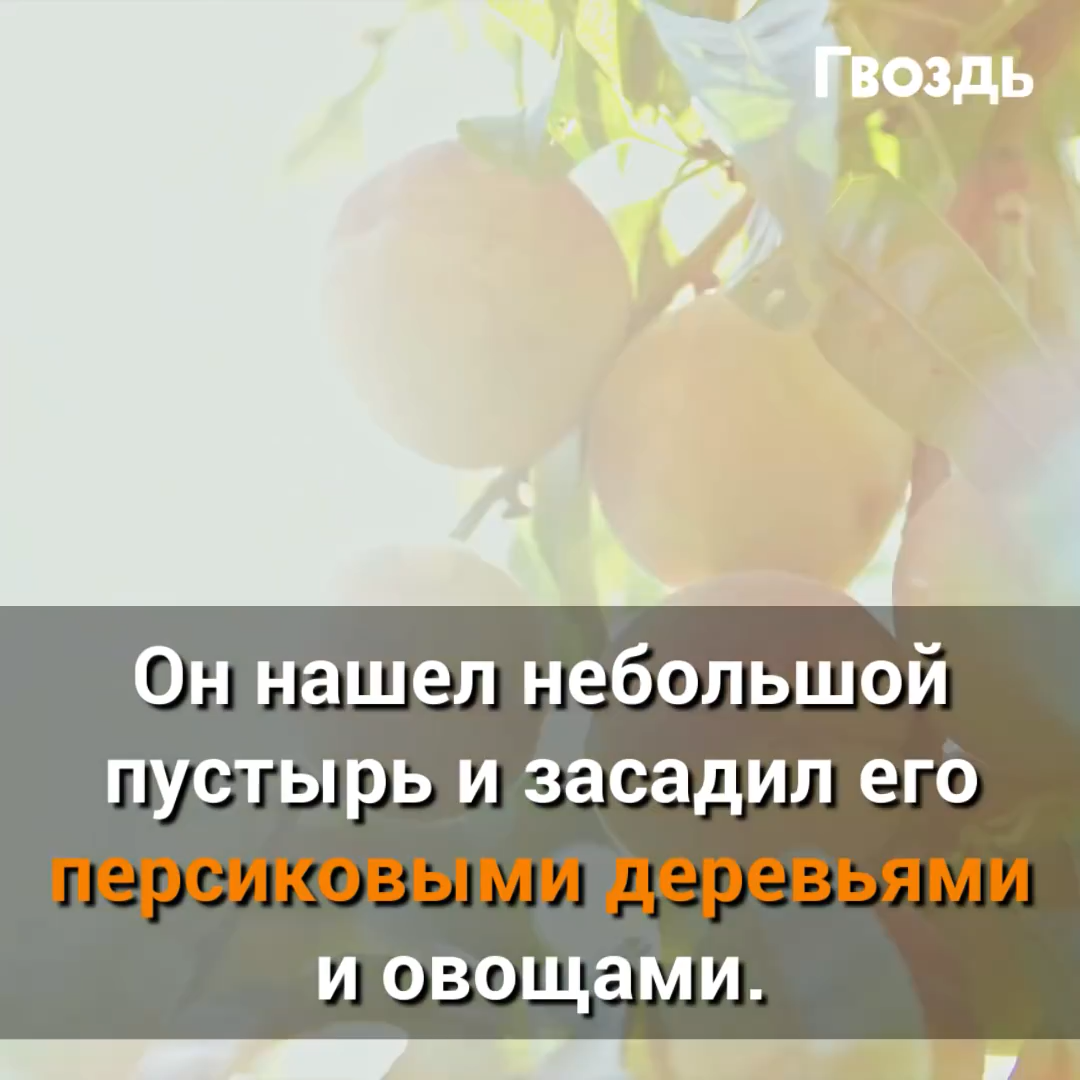 Гвоздь
Он нашел небольшой
пустырь и засадил его
персиковыми деревьями
и овощами.